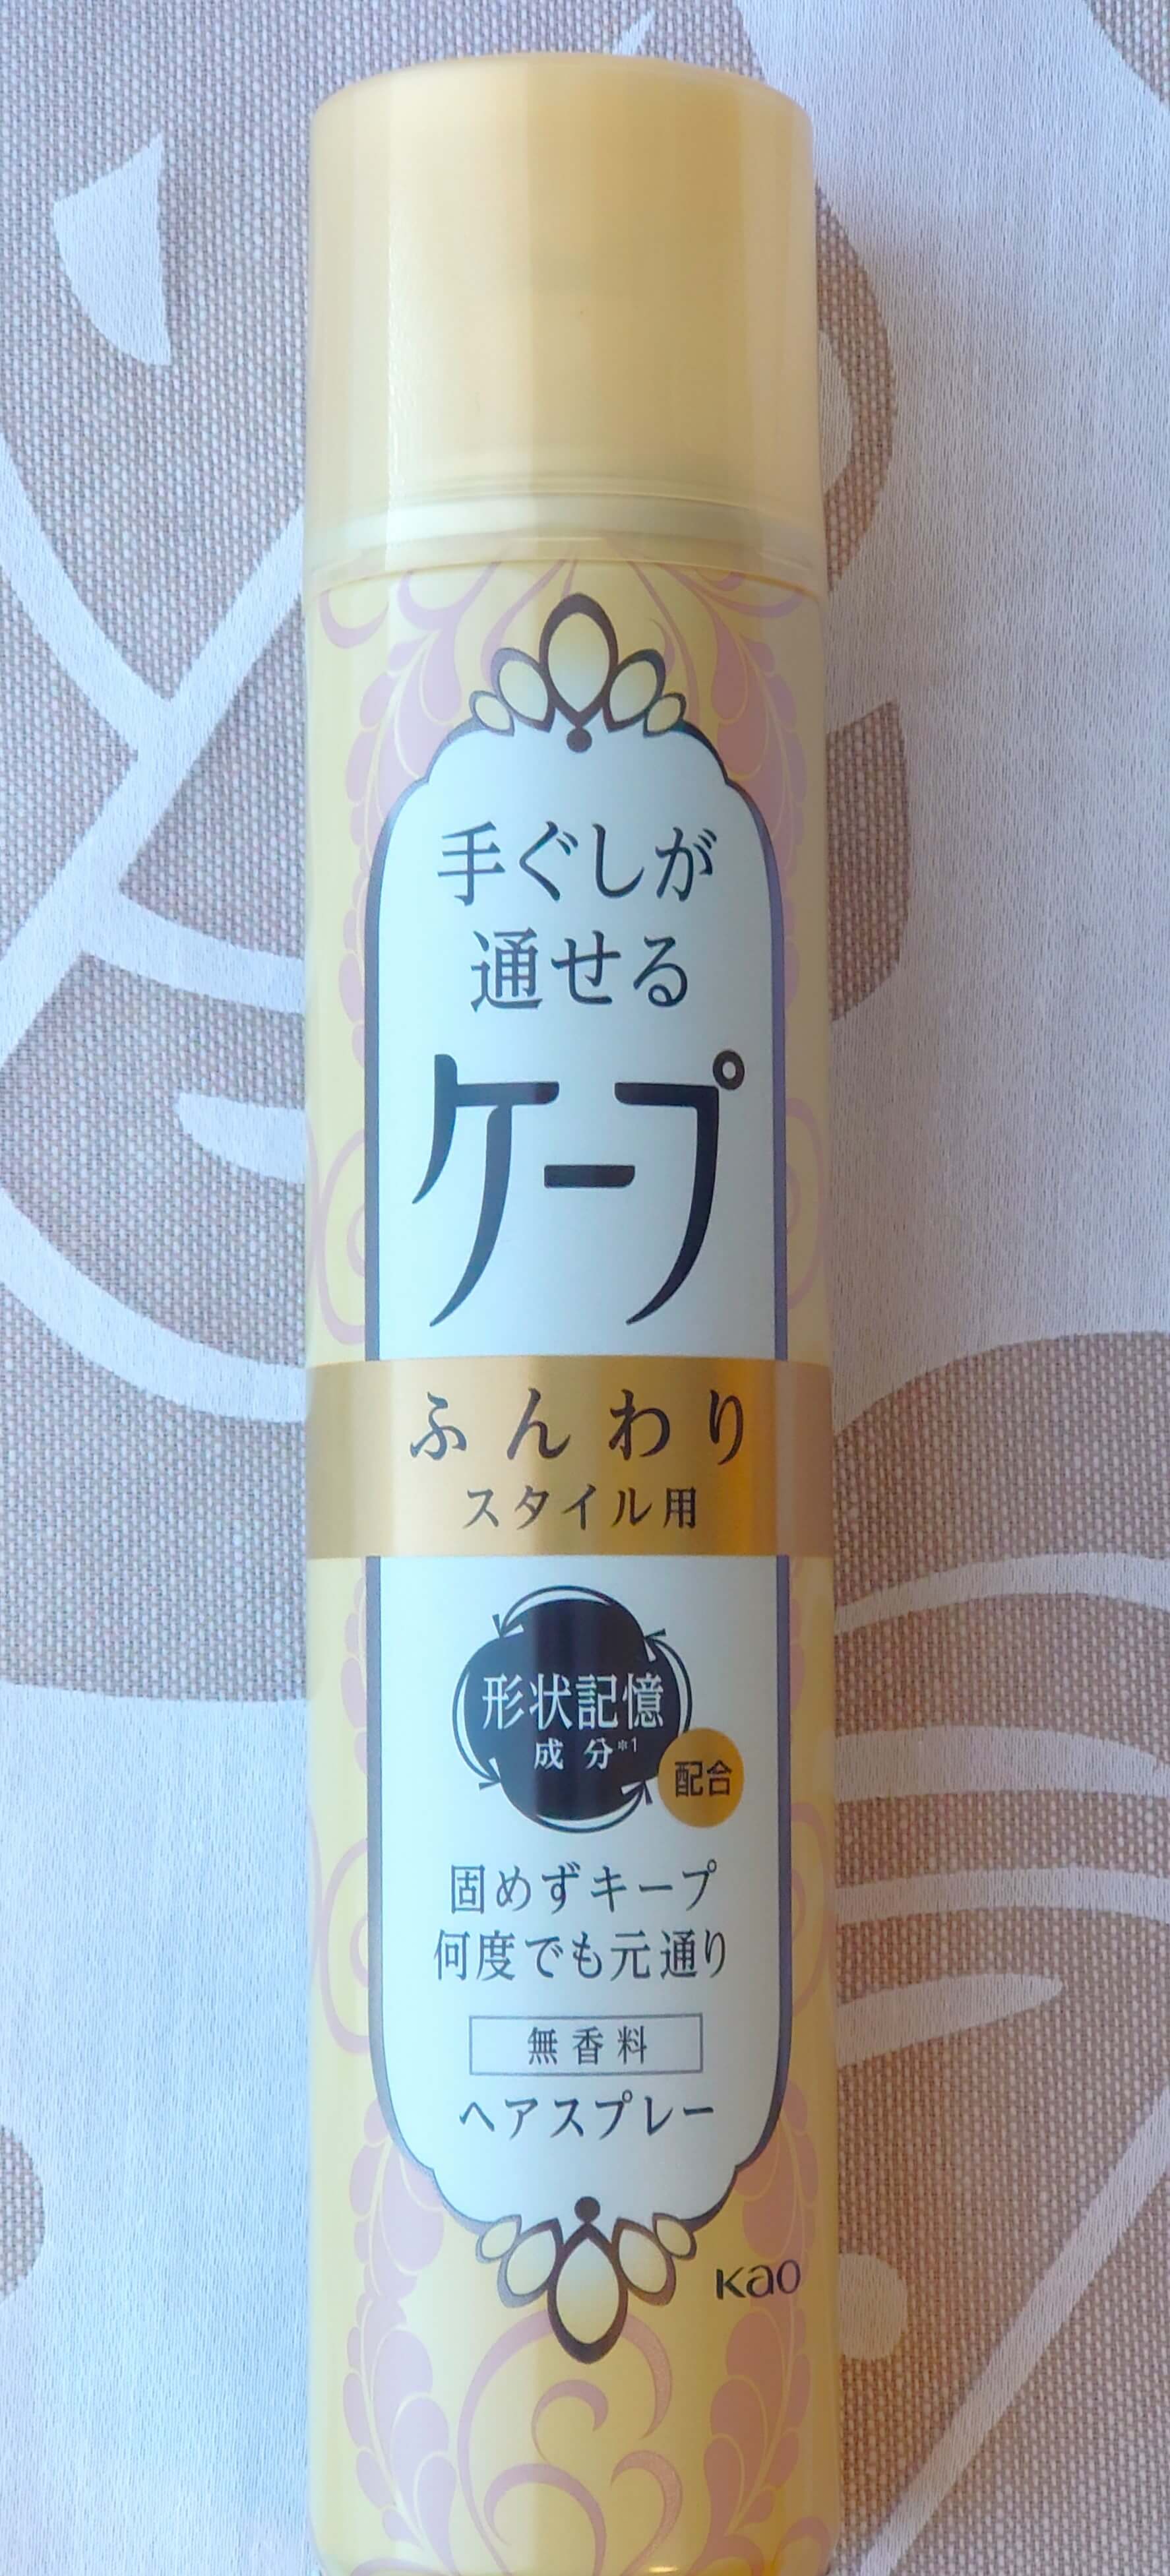 手ぐしが
通せる
ケープ
ふんわり
スタイル用
形状記憶
成分*1
配合
固めずキープ
何度でも元通り
無香料
ヘアスプレー
Kao